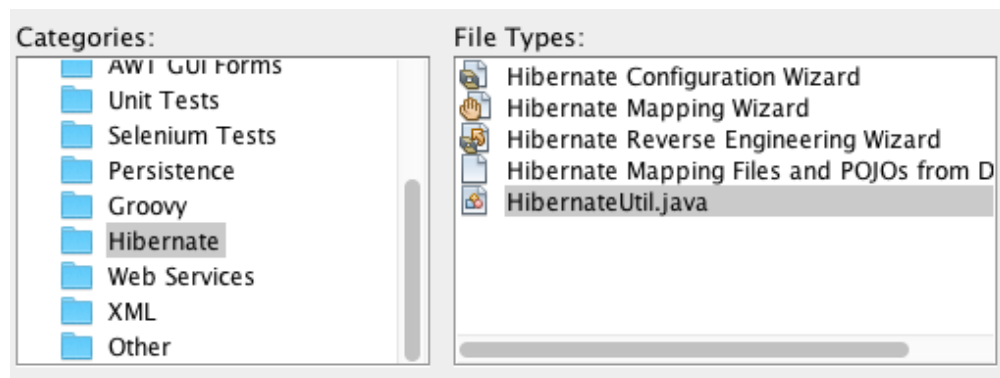 Categories:
AWT GUI Forms
Unit Tests
Selenium Tests
Persistence
Groovy
Hibernate
Web Services
XML
Other
File Types:
Hibernate Configuration Wizard
Hibernate Mapping Wizard
Hibernate Reverse Engineering Wizard
Hibernate Mapping Files and POJOs from D
HibernateUtil.java